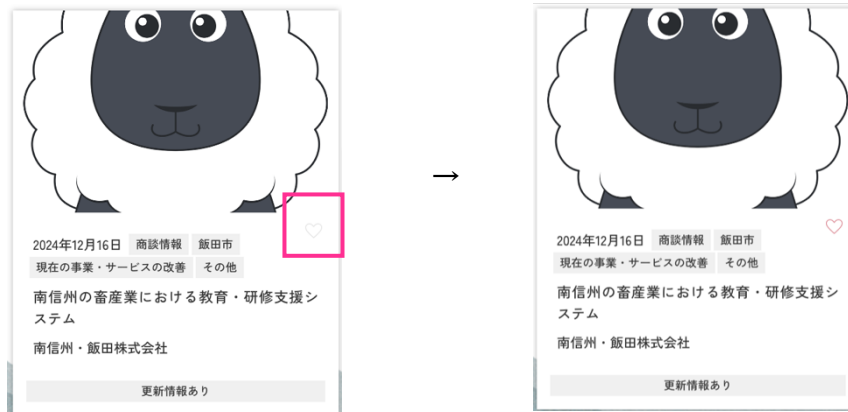 2024年12月16日 商談情報 飯田市
現在の事業・サービスの改善 その他
南信州の畜産業における教育・研修支援シ
ステム
南信州・飯田株式会社
更新情報あり
→
2024年12月16日 商談情報 飯田市
現在の事業・サービスの改善 その他
南信州の畜産業における教育・研修支援シ
ステム
南信州・飯田株式会社
更新情報あり